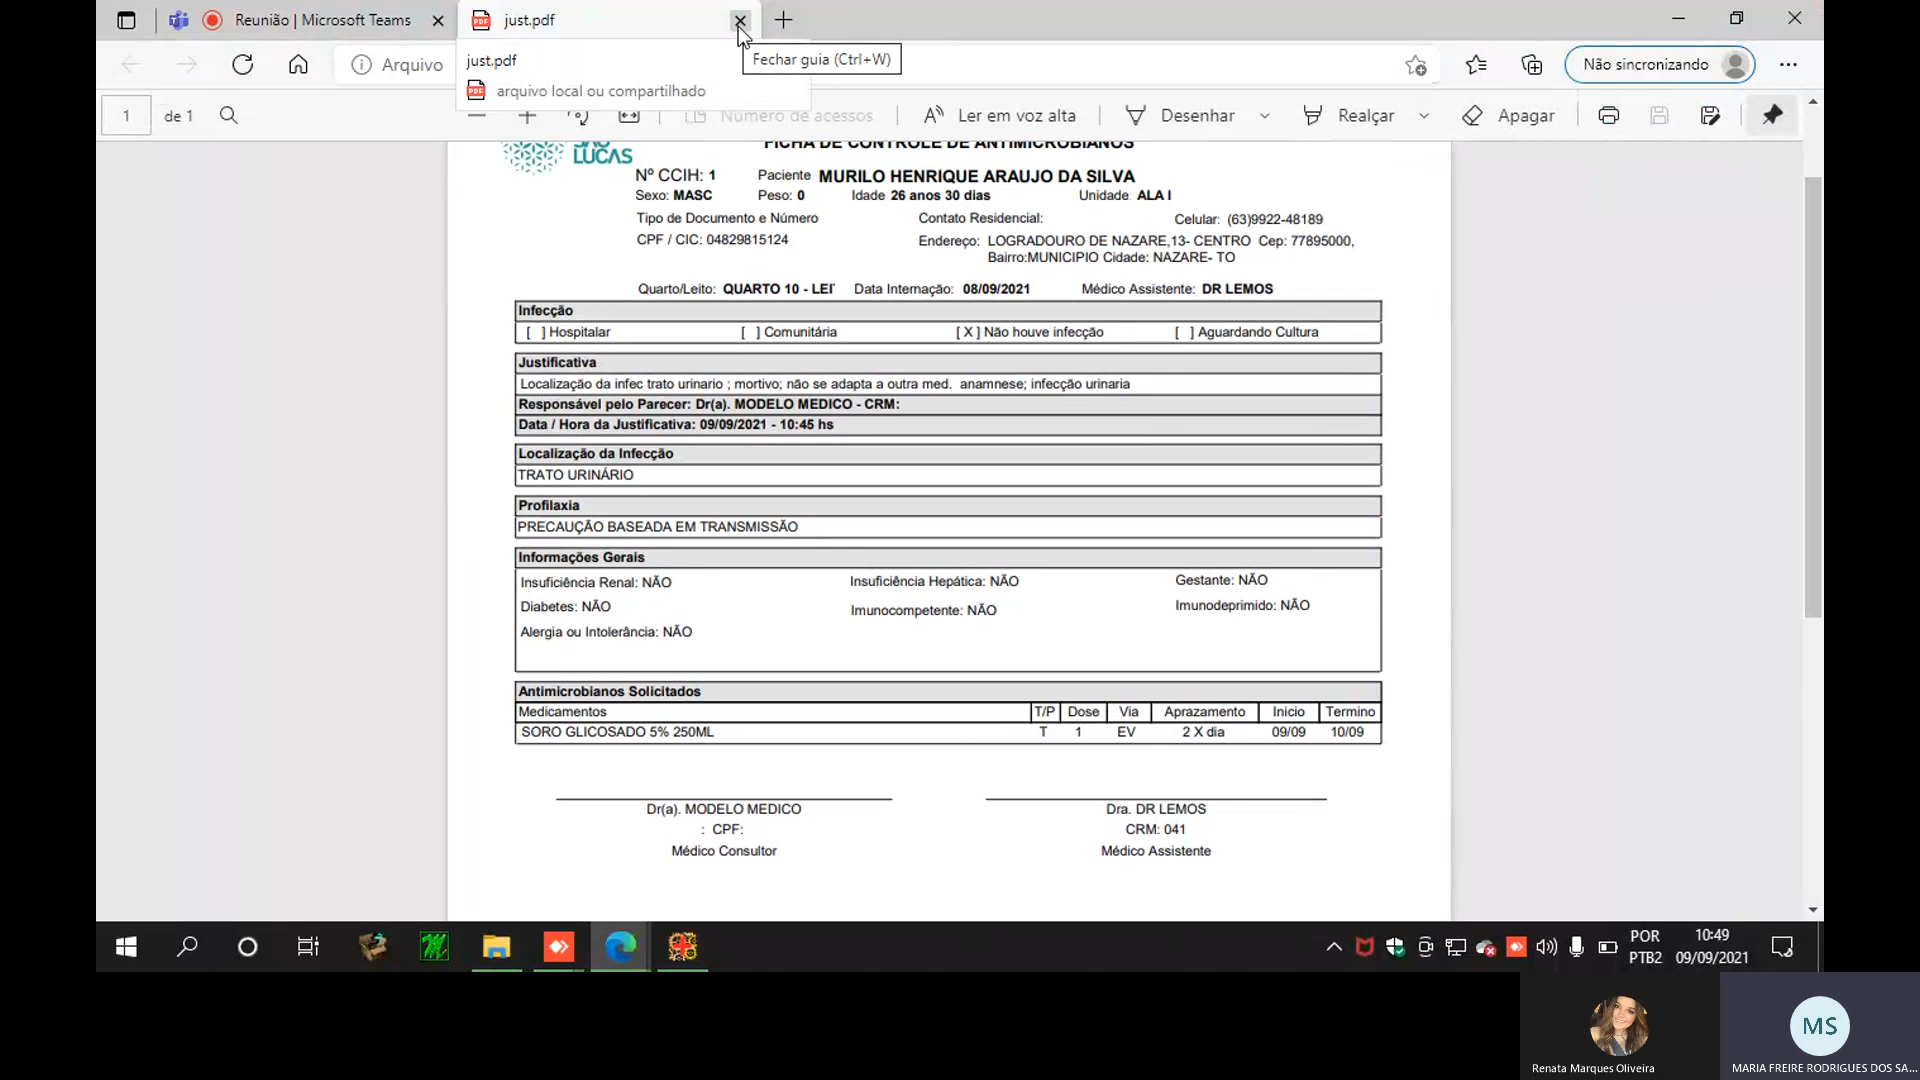 Reunião | Microsoft Teams
just.pdf
just.pdf
Fechar guia (Ctrl+W)
Arquivo
arquivo local ou compartilhado
Não sincronizando
1 de 1
Número de acessos
Ler em voz alta
Desenhar
Realçar
Apagar
SÃO LUCAS
FICHA DE CONTROLE DE ANTIMICROBIANOS
Nº CCIH: 1 Paciente MURILO HENRIQUE ARAUJO DA SILVA
Sexo: MASC Peso: 0 Idade 26 anos 30 dias Unidade: ALA I
Tipo de Documento e Número Contato Residencial: Celular: (63)9922-48189
CPF / CIC: 04829815124 Endereço: LOGRADOURO DE NAZARE,13- CENTRO Cep: 77895000,
Bairro:MUNICIPIO Cidade: NAZARE- TO
Quarto/Leito: QUARTO 10 - LEI Data Internação: 08/09/2021 Médico Assistente: DR LEMOS
Infecção
[ ] Hospitalar [ ] Comunitária [ X ] Não houve infecção [ ] Aguardando Cultura
Justificativa
Localização da infec trato urinario ; mortivo; não se adapta a outra med. anamnese; infecção urinaria
Responsável pelo Parecer: Dr(a). MODELO MEDICO - CRM:
Data / Hora da Justificativa: 09/09/2021 - 10:45 hs
Localização da Infecção
TRATO URINÁRIO
Profilaxia
PRECAUÇÃO BASEADA EM TRANSMISSÃO
Informações Gerais
Insuficiência Renal: NÃO Insuficiência Hepática: NÃO Gestante: NÃO
Diabetes: NÃO Imunocompetente: NÃO Imunodeprimido: NÃO
Alergia ou Intolerância: NÃO
Antimicrobianos Solicitados
Medicamentos T/P Dose Via Aprazamento Inicio Termino
SORO GLICOSADO 5% 250ML T 1 EV 2 X dia 09/09 10/09
Dr(a). MODELO MEDICO Dra. DR LEMOS
: CPF: CRM: 041
Médico Consultor Médico Assistente
POR
PTB2
10:49
09/09/2021
MS
Renata Marques Oliveira
MARIA FREIRE RODRIGUES DOS SA...